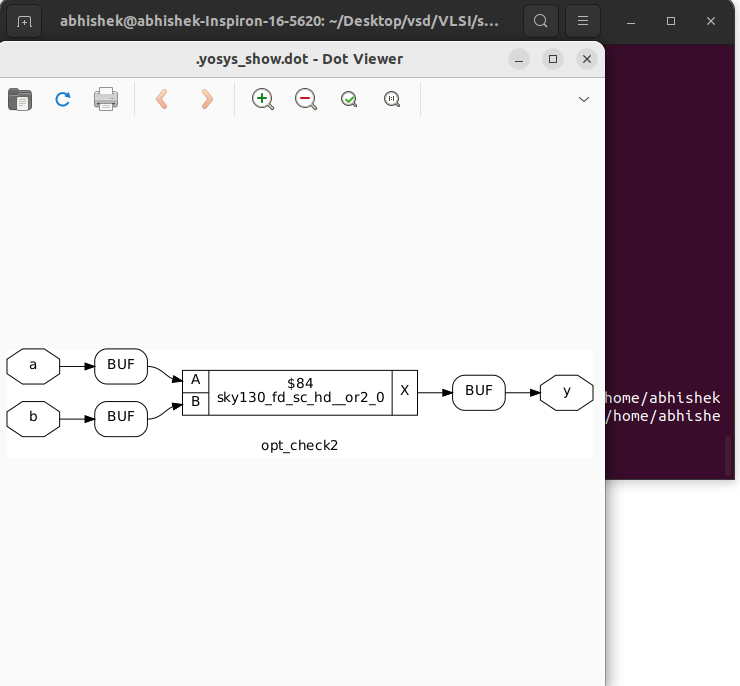 abhishek@abhishek-Inspiron-16-5620: ~/Desktop/vsd/VLSI/s...
.yosys_show.dot - Dot Viewer
a
BUF
A
$84
sky130_fd_sc_hd__or2_0
X
BUF
y
b
BUF
B
opt_check2
home/abhishek
/home/abhishe